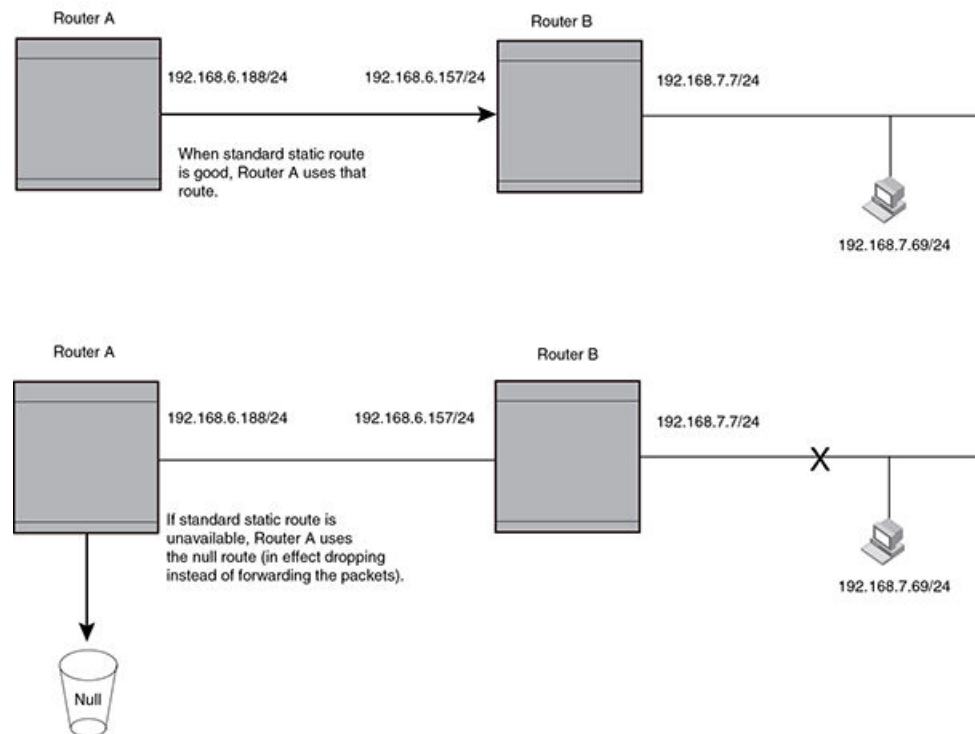 Router A
Router B
192.168.6.188/24
192.168.6.157/24
192.168.7.7/24
When standard static route
is good, Router A uses that
route.
192.168.7.69/24
Router A
Router B
192.168.6.188/24
192.168.6.157/24
192.168.7.7/24
X
If standard static route is
unavailable, Router A uses
the null route (in effect dropping
instead of forwarding the packets).
192.168.7.69/24
Null